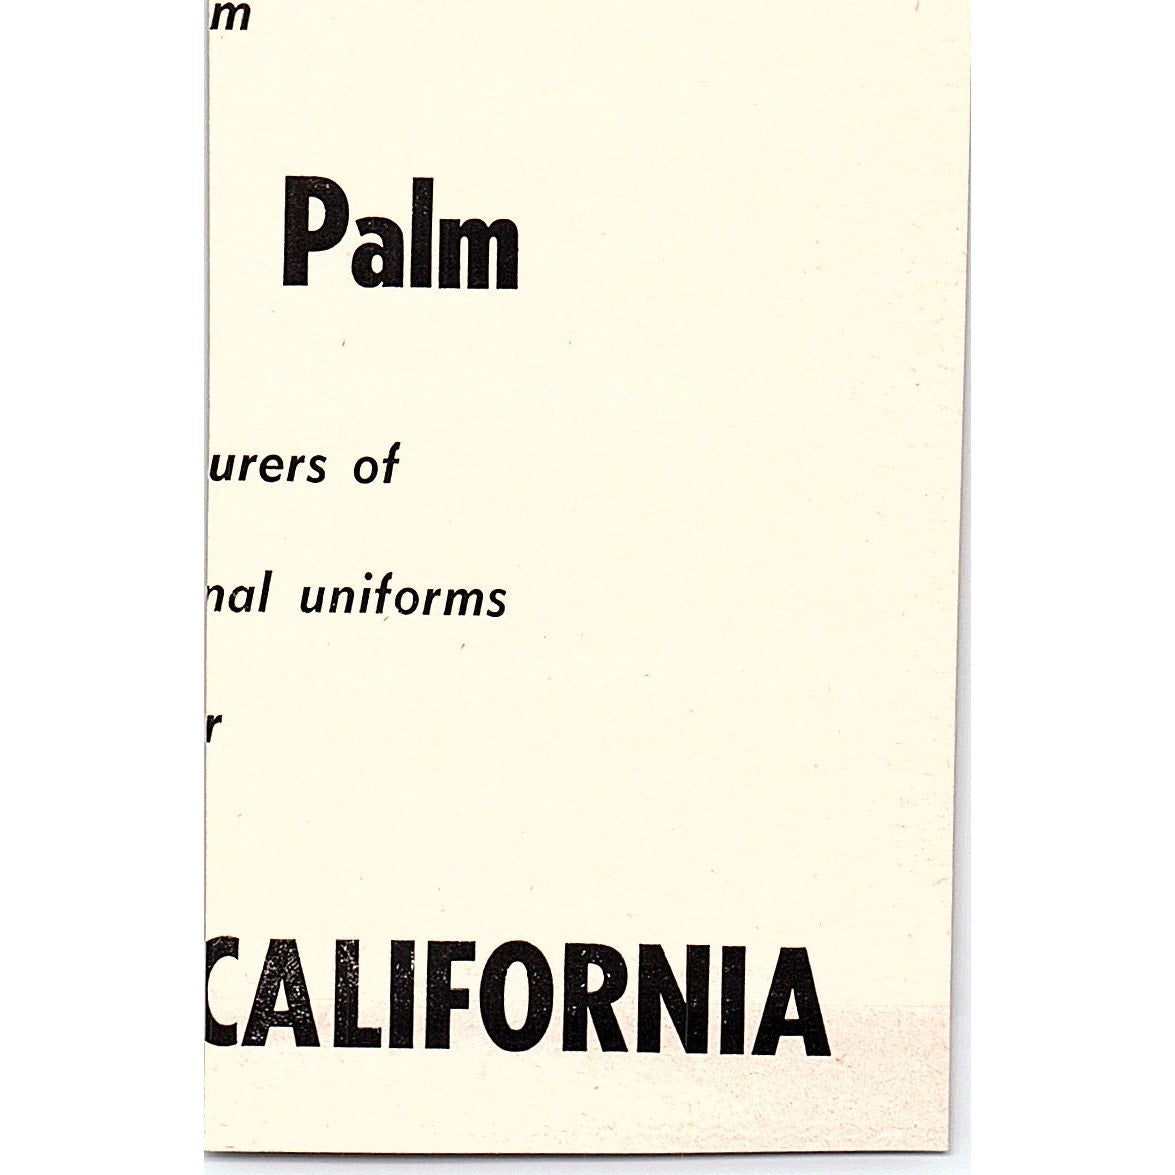 m
Palm
urers of
nal uniforms
r
CALIFORNIA